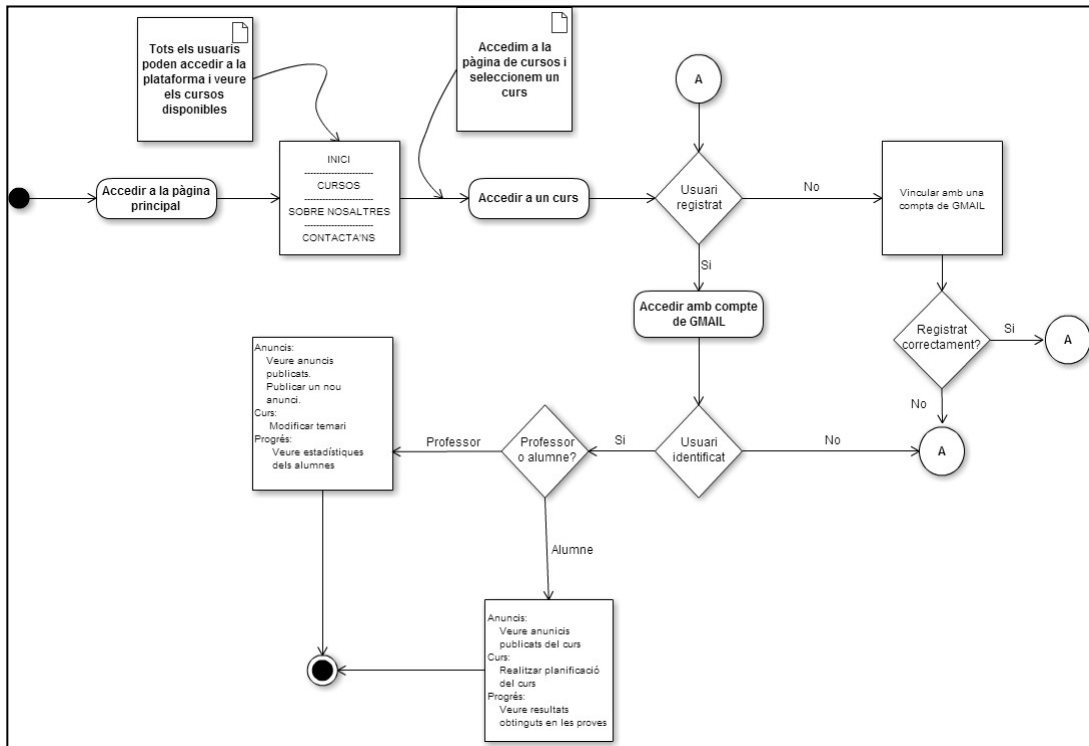 Tots els usuaris
poden accedir a la
plataforma i veure
els cursos
disponibles
Accedim a la
pàgina de cursos i
seleccionem un
curs
A
Accedir a la pàgina
principal
INICI
------------------------
CURSOS
------------------------
SOBRE NOSALTRES
------------------------
CONTACTA'NS
Accedir a un curs
Usuari
registrat
No
Vincular amb una
compta de GMAIL
Si
Accedir amb compte
de GMAIL
Registrat
correctament?
Si
A
No
A
Anuncis:
Veure anuncis
publicats.
Publicar un nou
anunci.
Curs:
Modificar temari
Progrés:
Veure estadístiques
dels alumnes
Professor
Professor
o alumne?
Si
Usuari
identificat
No
Alumne
Anuncis:
Veure anunicis
publicats del curs
Curs:
Realitzar planificació
del curs
Progrés:
Veure resultats
obtinguts en les proves